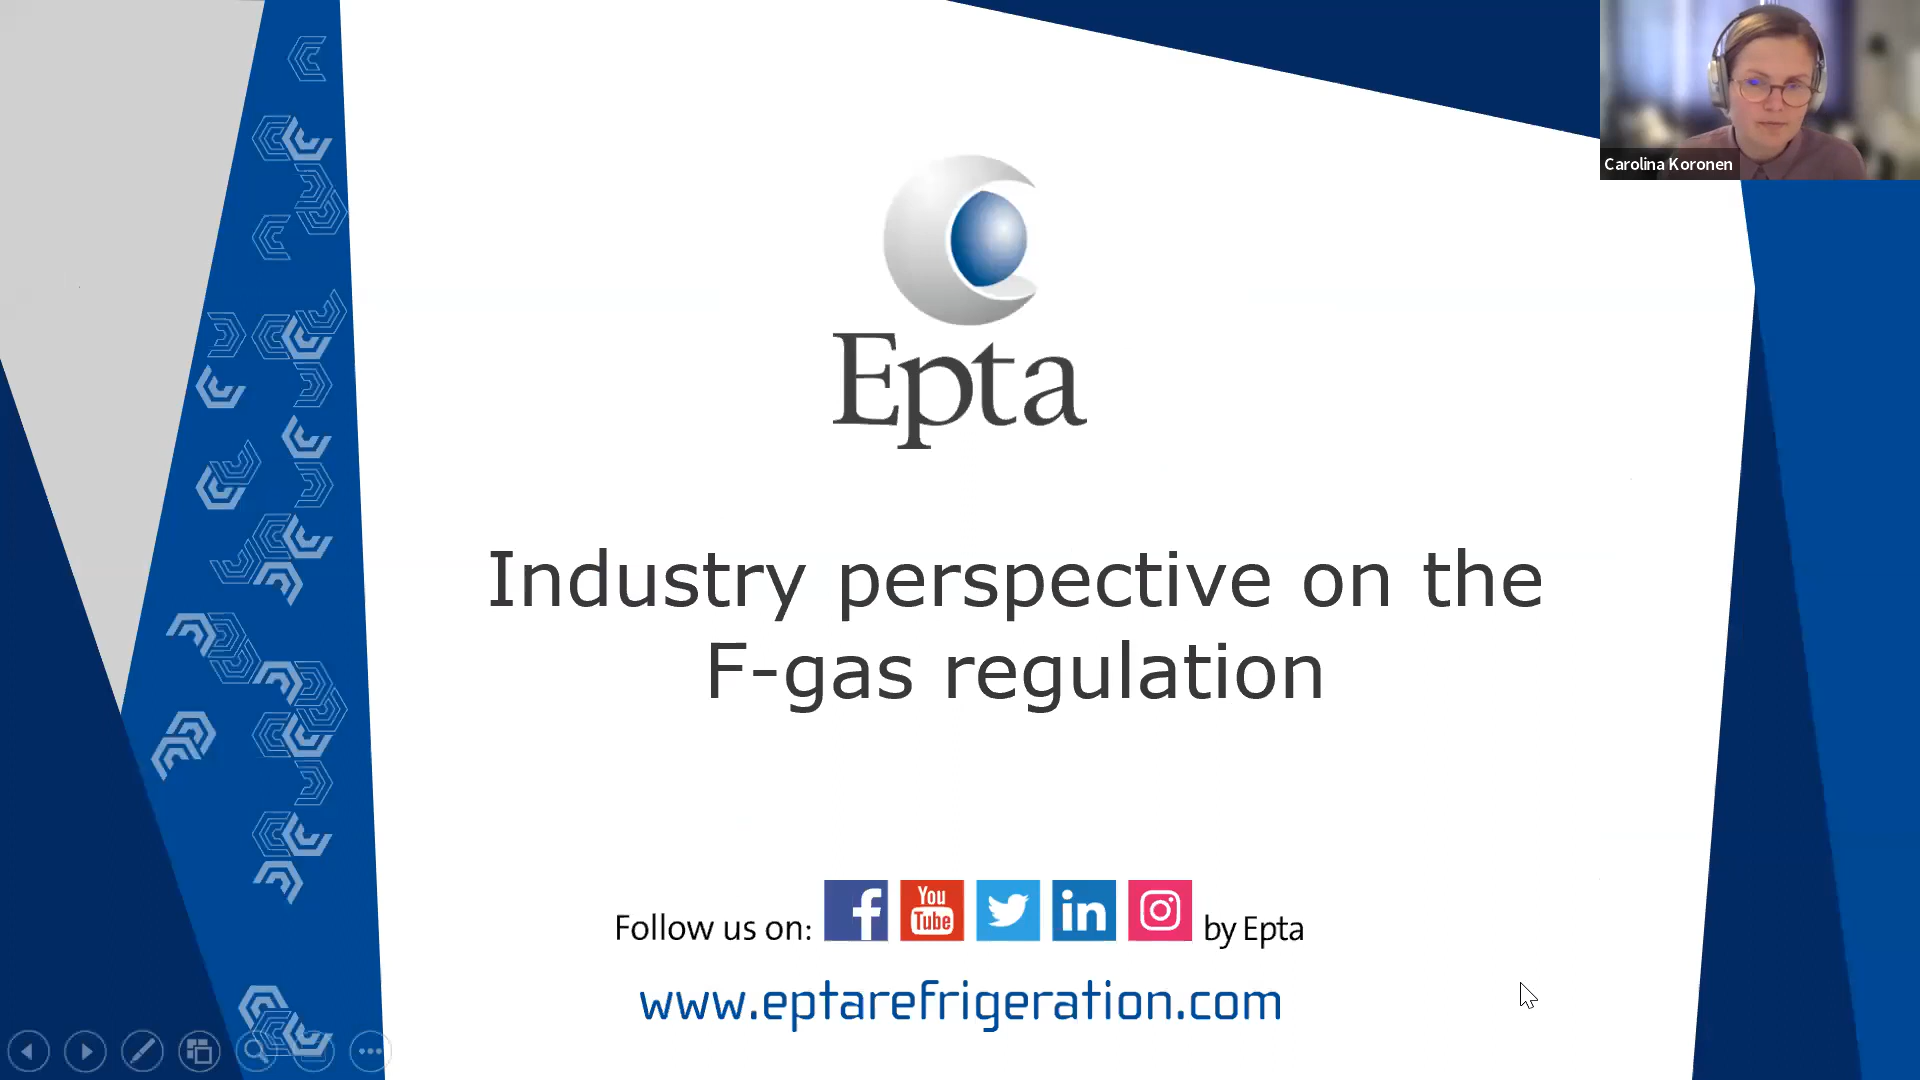 Carolina Koronen
Epta
Industry perspective on the
F-gas regulation
Follow us on: f You Tube in by Epta
www.eptarefrigeration.com